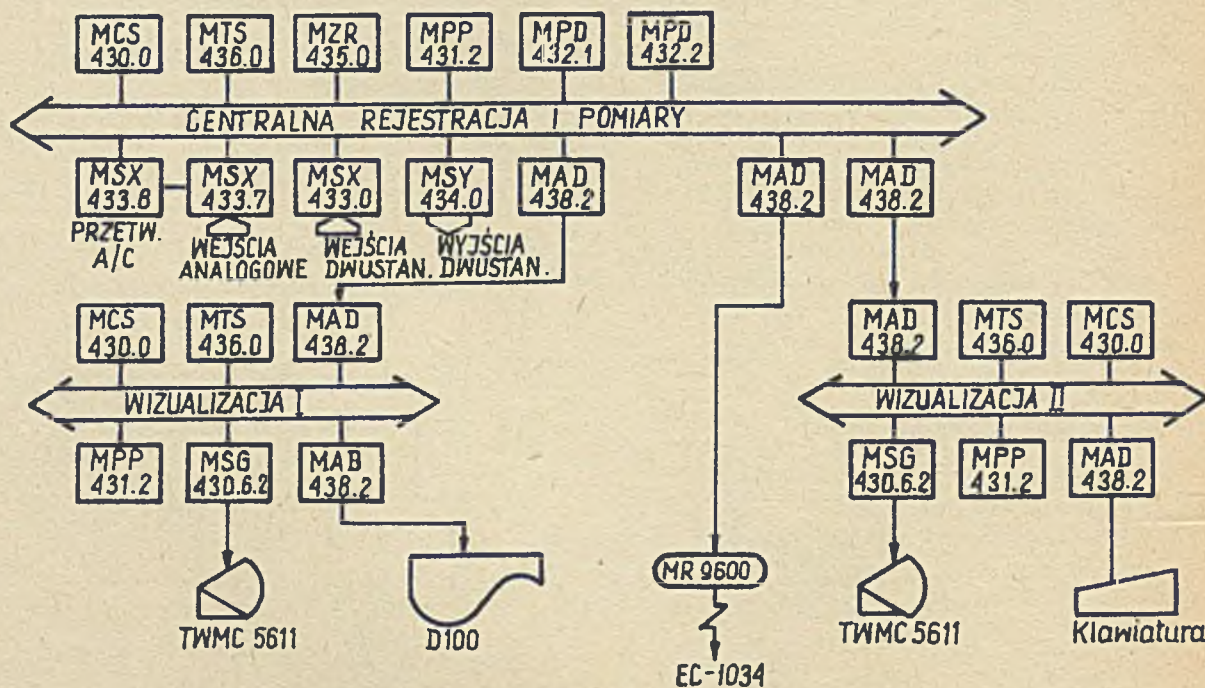 MCS 430.0
MTS 436.0
MZR 435.0
MPP 431.2
MPD 432.1
MPD 432.2
CENTRALNA REJESTRACJA I POMIARY
MSX 433.8
MSX 433.7
MSX 433.0
MSY 434.0
MAD 438.2
MAD 438.2
MAD 438.2
PRZETW. A/C
WEJŚCIA ANALOGOWE
WEJŚCIA DWUSTAN.
WYJŚCIA DWUSTAN.
MCS 430.0
MTS 436.0
MAD 438.2
MAD 438.2
MTS 436.0
MCS 430.0
WIZUALIZACJA I
WIZUALIZACJA II
MPP 431.2
MSG 430.6.2
MAB 438.2
MSG 430.6.2
MPP 431.2
MAD 438.2
MR 9600
TWMC 5611
D100
TWMC 5611
Klawiatura
EC-1034